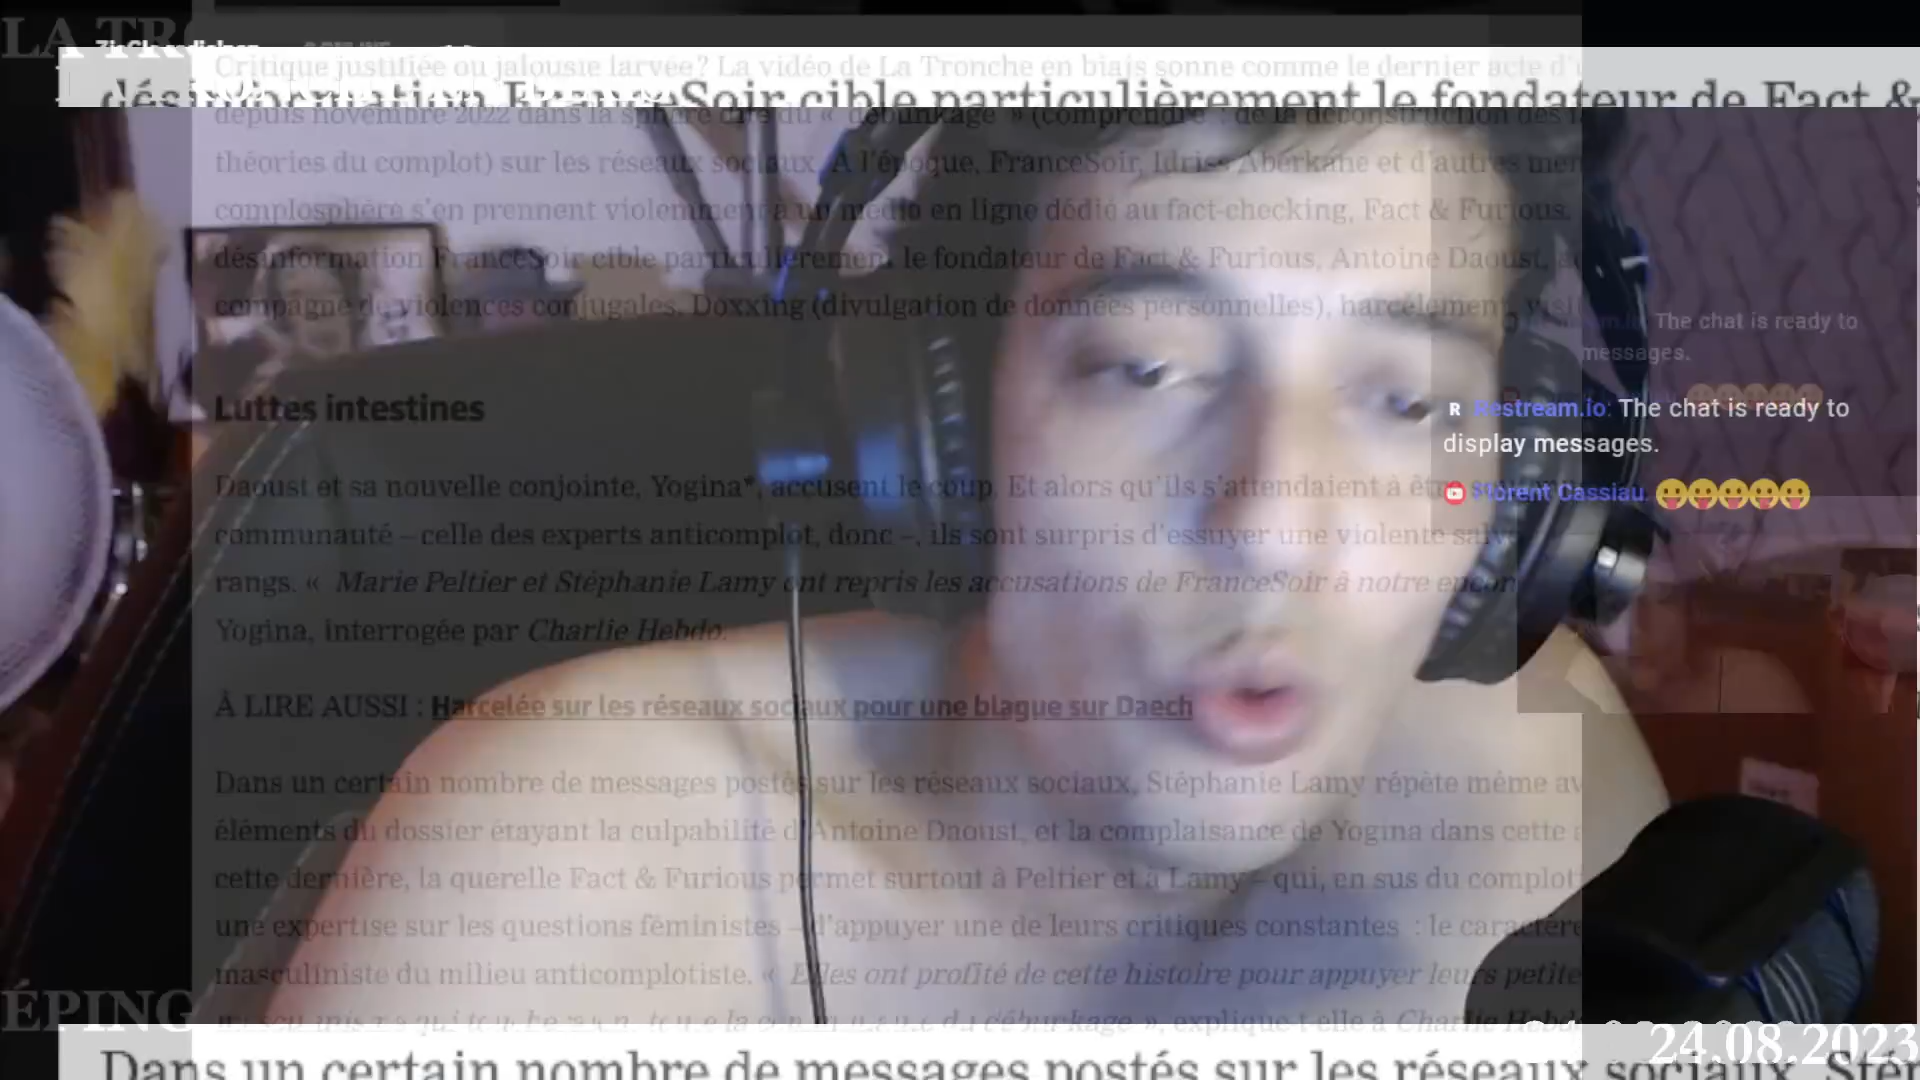 LA TR
Critique justifiée ou jalousie larvée? La vidéo de La Tronche en biais sonne comme le dernier acte d'
désinformation FranceSoir cible particulièrement le fondateur de Fact &
depuis novembre 2022 dans la sphère dite du « debunkage » (comprendre : de la déconstruction des
théories du complot) sur les réseaux sociaux. À l'époque, FranceSoir, Idriss Aberkane et d'autres
complosphère s'en prennent violemment à un média en ligne dédié au fact-checking, Fact & Furious.
désinformation FranceSoir cible particulièrement le fondateur de Fact & Furious, Antoine Daoust,
compagne de violences conjugales. Doxxing (divulgation de données personnelles), harcèlement,
The chat is ready to
messages.
Luttes intestines
Restream.io: The chat is ready to
display messages.
Daoust et sa nouvelle conjointe, Yogina*, accusent le coup. Et alors qu'ils s'attendaient à
Florent Cassiau: 😛😛😛😛😛
communauté – celle des experts anticomplot, donc –, ils sont surpris d'essuyer une violente
rangs. « Marie Peltier et Stéphanie Lamy ont repris les accusations de FranceSoir à notre
Yogina, interrogée par Charlie Hebdo.
À LIRE AUSSI : Harcelée sur les réseaux sociaux pour une blague sur Daech
Dans un certain nombre de messages postés sur les réseaux sociaux, Stéphanie Lamy répète même
éléments du dossier étayant la culpabilité d'Antoine Daoust, et la complaisance de Yogina dans cette
cette dernière, la querelle Fact & Furious permet surtout à Peltier et à Lamy – qui, en sus du
une expertise sur les questions féministes – d'appuyer une de leurs critiques constantes : le caractère
masculiniste du milieu anticomplotiste. « Elles ont profité de cette histoire pour appuyer leurs
EPING
debunkage », explique-t-elle à Charlie Hebdo
24.08.2023
Dans un certain nombre de messages postés sur les réseaux sociaux,